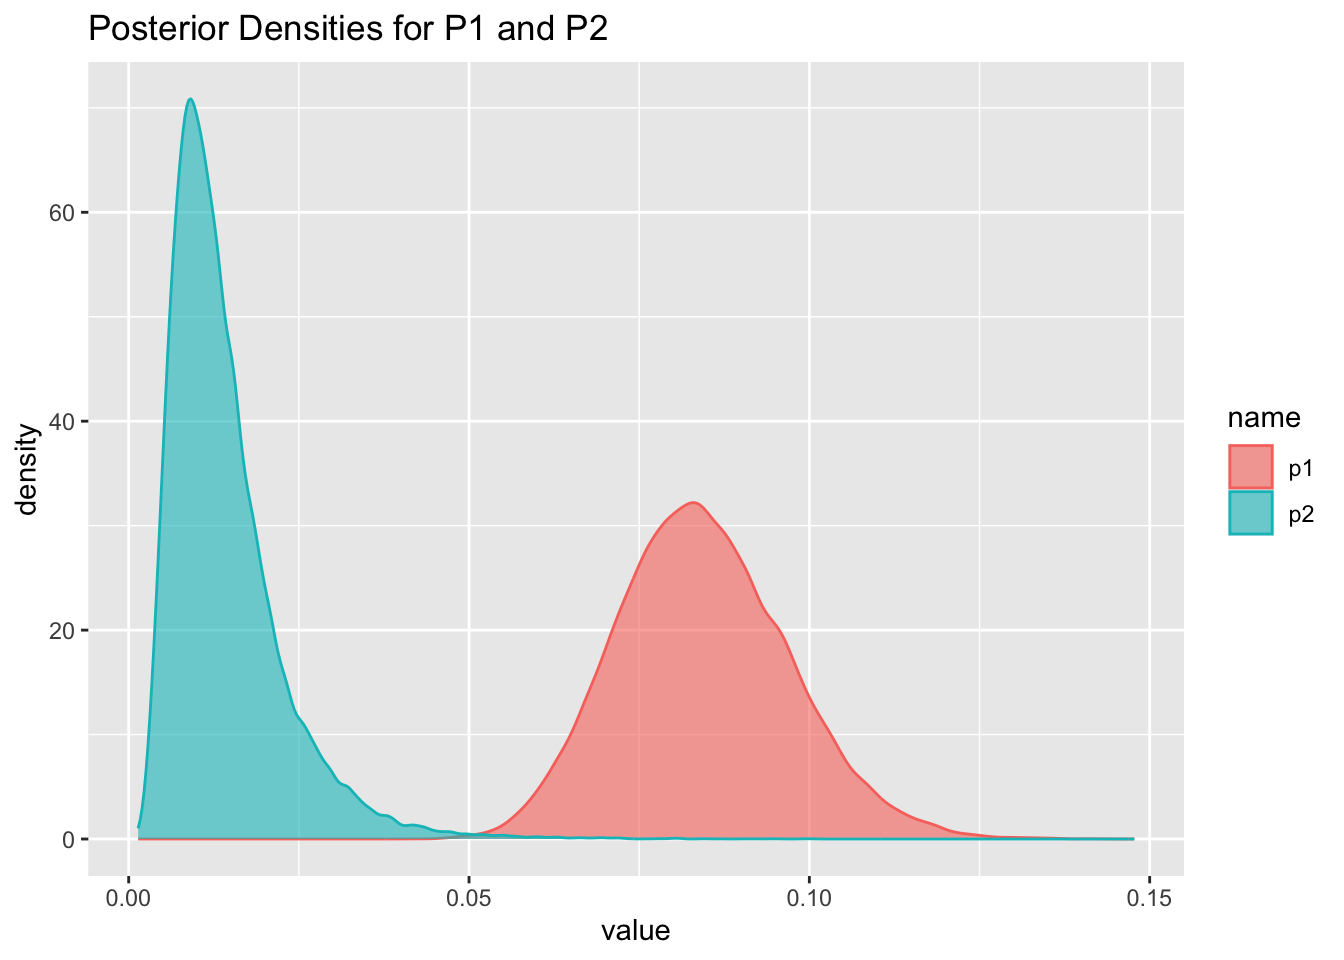 Posterior Densities for P1 and P2
density
60
40
20
0
0.00
0.05
0.10
0.15
value
name
p1
p2